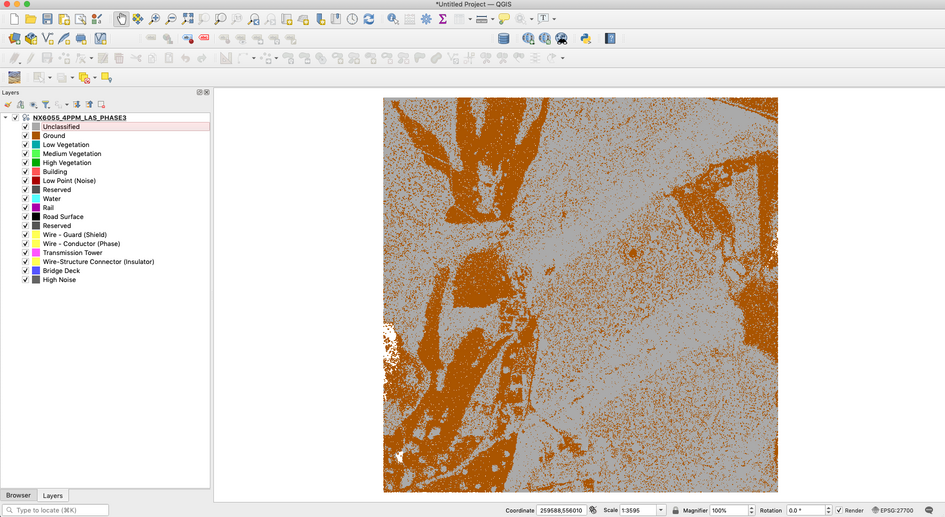 *Untitled Project — QGIS
Layers
NX6055_4PPM_LAS_PHASE3
Unclassified
Ground
Low Vegetation
Medium Vegetation
High Vegetation
Building
Low Point (Noise)
Reserved
Water
Rail
Road Surface
Reserved
Wire - Guard (Shield)
Wire - Conductor (Phase)
Transmission Tower
Wire-Structure Connector (Insulator)
Bridge Deck
High Noise
Browser Layers
Type to locate (⌘K) Coordinate 259588,556010 Scale 1:3595 Magnifier 100% Rotation 0.0 ° Render EPSG:27700